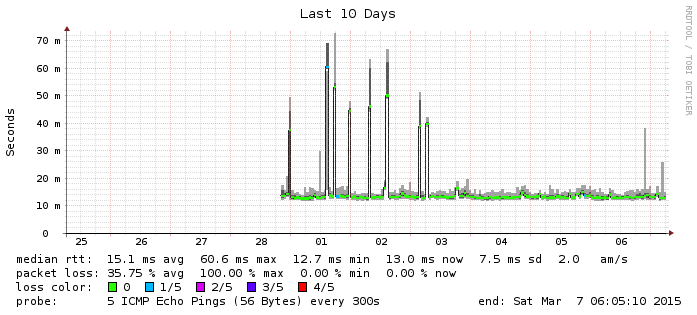 Last 10 Days
RRDTOOL / TOBI OETIKER
Seconds
70 m
60 m
50 m
40 m
30 m
20 m
10 m
0
25 26 27 28 01 02 03 04 05 06
median rtt: 15.1 ms avg 60.6 ms max 12.7 ms min 13.0 ms now 7.5 ms sd 2.0 am/s
packet loss: 35.75 % avg 100.00 % max 0.00 % min 0.00 % now
loss color: 0 1/5 2/5 3/5 4/5
probe: 5 ICMP Echo Pings (56 Bytes) every 300s end: Sat Mar 7 06:05:10 2015